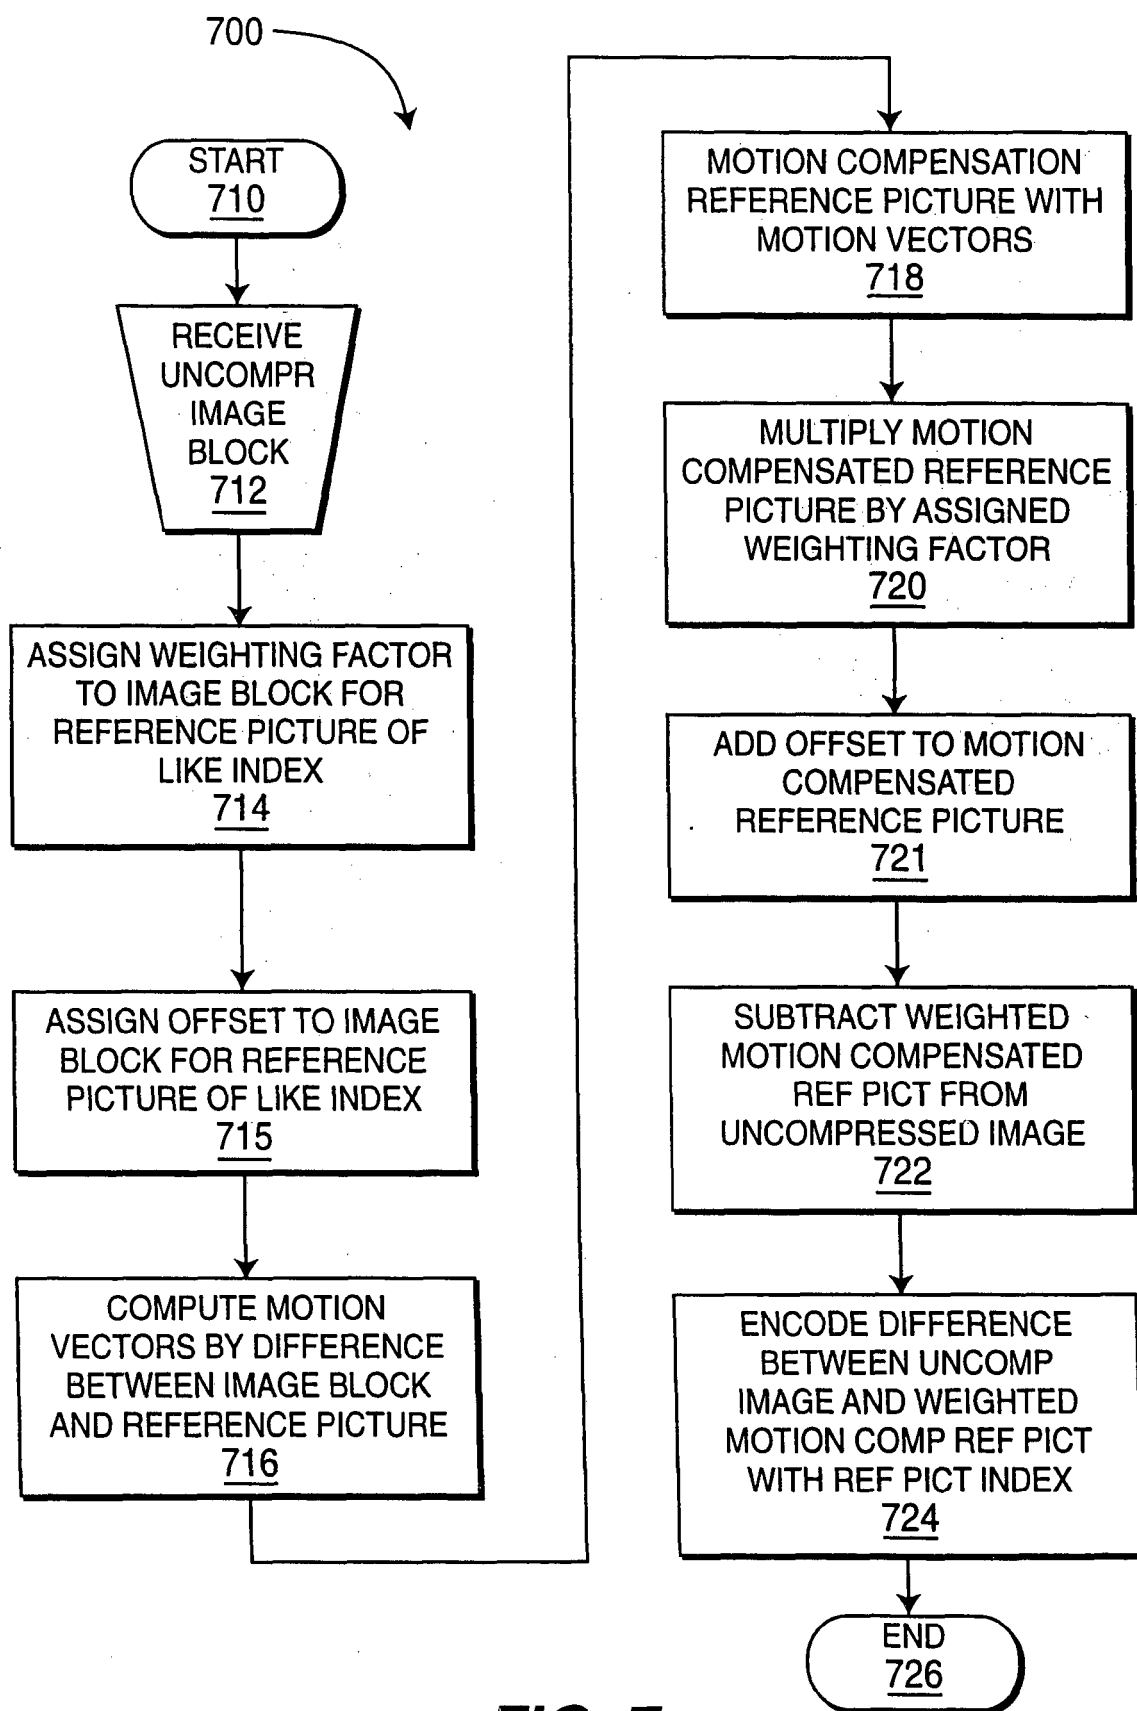 700
START
710
RECEIVE
UNCOMPR
IMAGE
BLOCK
712
ASSIGN WEIGHTING FACTOR
TO IMAGE BLOCK FOR
REFERENCE PICTURE OF
LIKE INDEX
714
ASSIGN OFFSET TO IMAGE
BLOCK FOR REFERENCE
PICTURE OF LIKE INDEX
715
COMPUTE MOTION
VECTORS BY DIFFERENCE
BETWEEN IMAGE BLOCK
AND REFERENCE PICTURE
716
MOTION COMPENSATION
REFERENCE PICTURE WITH
MOTION VECTORS
718
MULTIPLY MOTION
COMPENSATED REFERENCE
PICTURE BY ASSIGNED
WEIGHTING FACTOR
720
ADD OFFSET TO MOTION
COMPENSATED
REFERENCE PICTURE
721
SUBTRACT WEIGHTED
MOTION COMPENSATED
REF PICT FROM
UNCOMPRESSED IMAGE
722
ENCODE DIFFERENCE
BETWEEN UNCOMP
IMAGE AND WEIGHTED
MOTION COMP REF PICT
WITH REF PICT INDEX
724
END
726